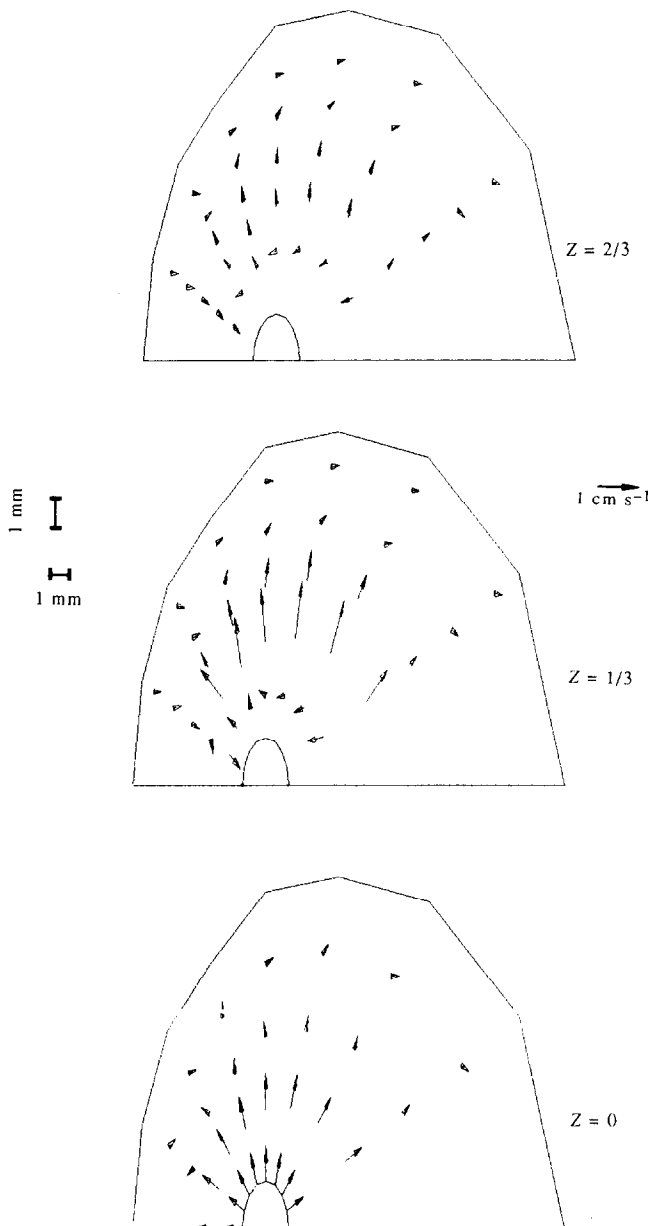 Z = 2/3
1 mm
1 cm s⁻¹
1 mm
Z = 1/3
Z = 0